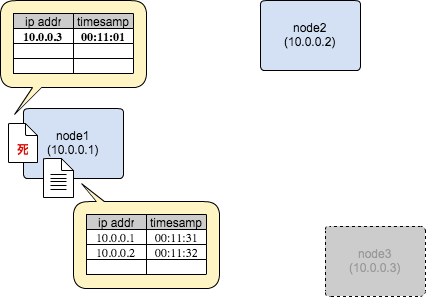 ip addr timesamp
10.0.0.3 00:11:01
node2
(10.0.0.2)
node1
(10.0.0.1)
死
ip addr timesamp
10.0.0.1 00:11:31
10.0.0.2 00:11:32
node3
(10.0.0.3)